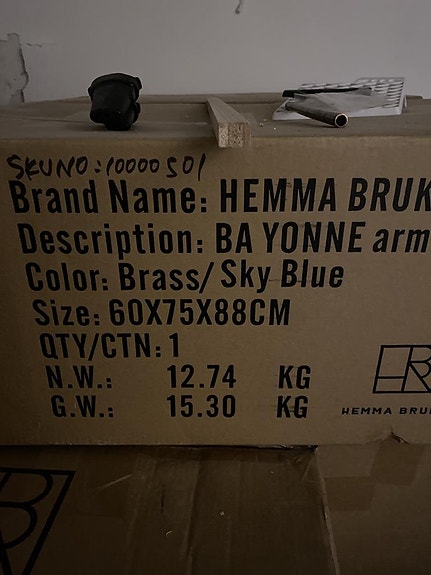 SKUNO:10000501
Brand Name: HEMMA BRUK
Description: BA YONNE arm
Color: Brass/Sky Blue
Size: 60X75X88CM
QTY/CTN: 1
N.W.: 12.74 KG
G.W.: 15.30 KG
HEMMA BRU